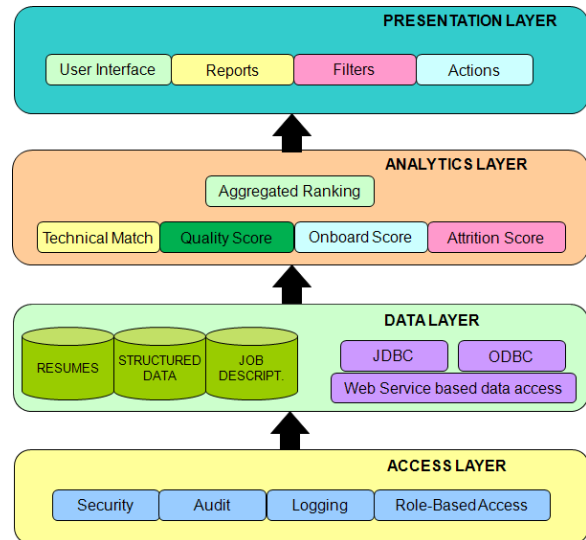 PRESENTATION LAYER
User Interface
Reports
Filters
Actions
ANALYTICS LAYER
Aggregated Ranking
Technical Match
Quality Score
Onboard Score
Attrition Score
DATA LAYER
RESUMES
STRUCTURED
DATA
JOB
DESCRIPT.
JDBC
ODBC
Web Service based data access
ACCESS LAYER
Security
Audit
Logging
Role-Based Access